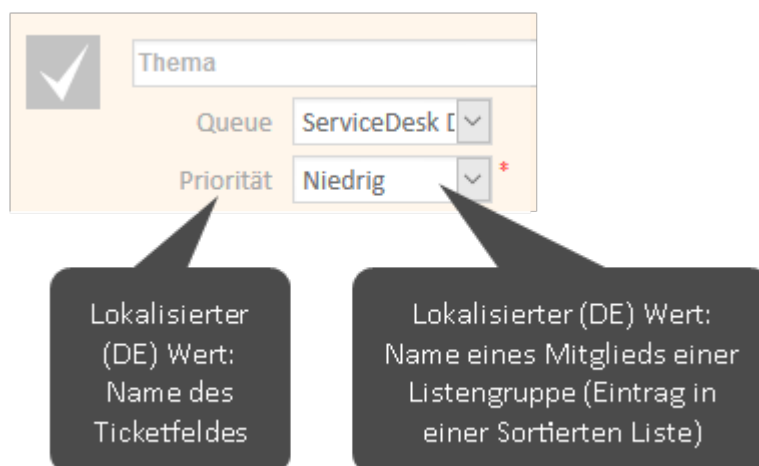 Thema
Queue ServiceDesk D
Priorität Niedrig *
Lokalisierter
(DE) Wert:
Name des
Ticketfeldes
Lokalisierter (DE) Wert:
Name eines Mitglieds einer
Listengruppe (Eintrag in
einer Sortierten Liste)